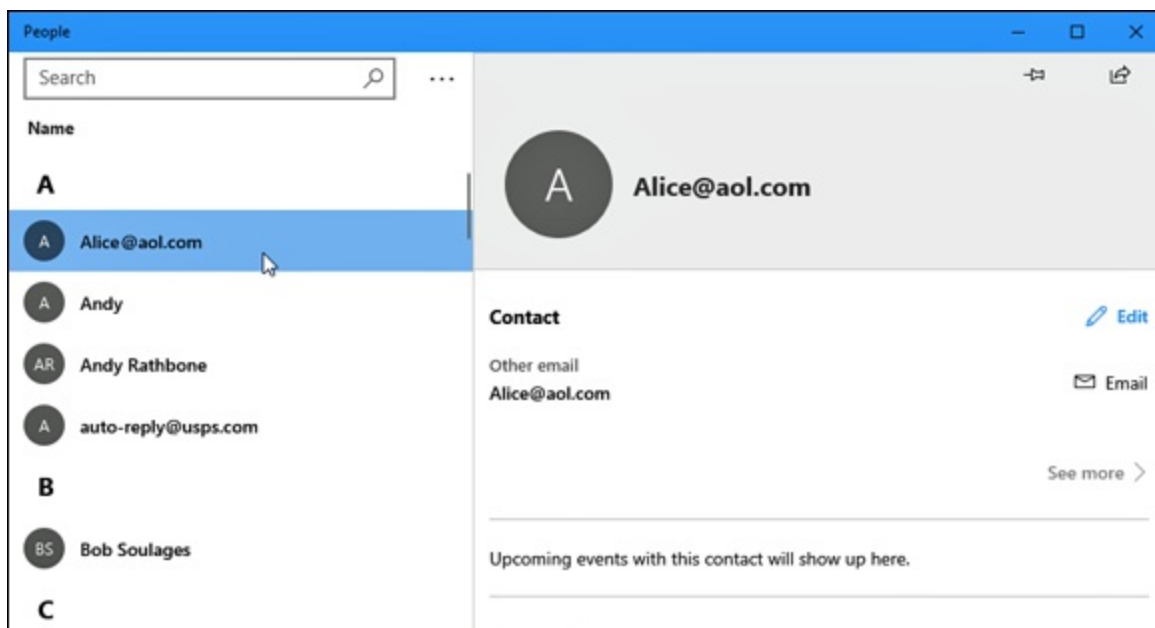 People
Search
Name
A
A Alice@aol.com
A Andy
AR Andy Rathbone
A auto-reply@usps.com
B
BS Bob Soulages
C
A Alice@aol.com
Contact
Edit
Other email
Alice@aol.com
Email
See more
Upcoming events with this contact will show up here.